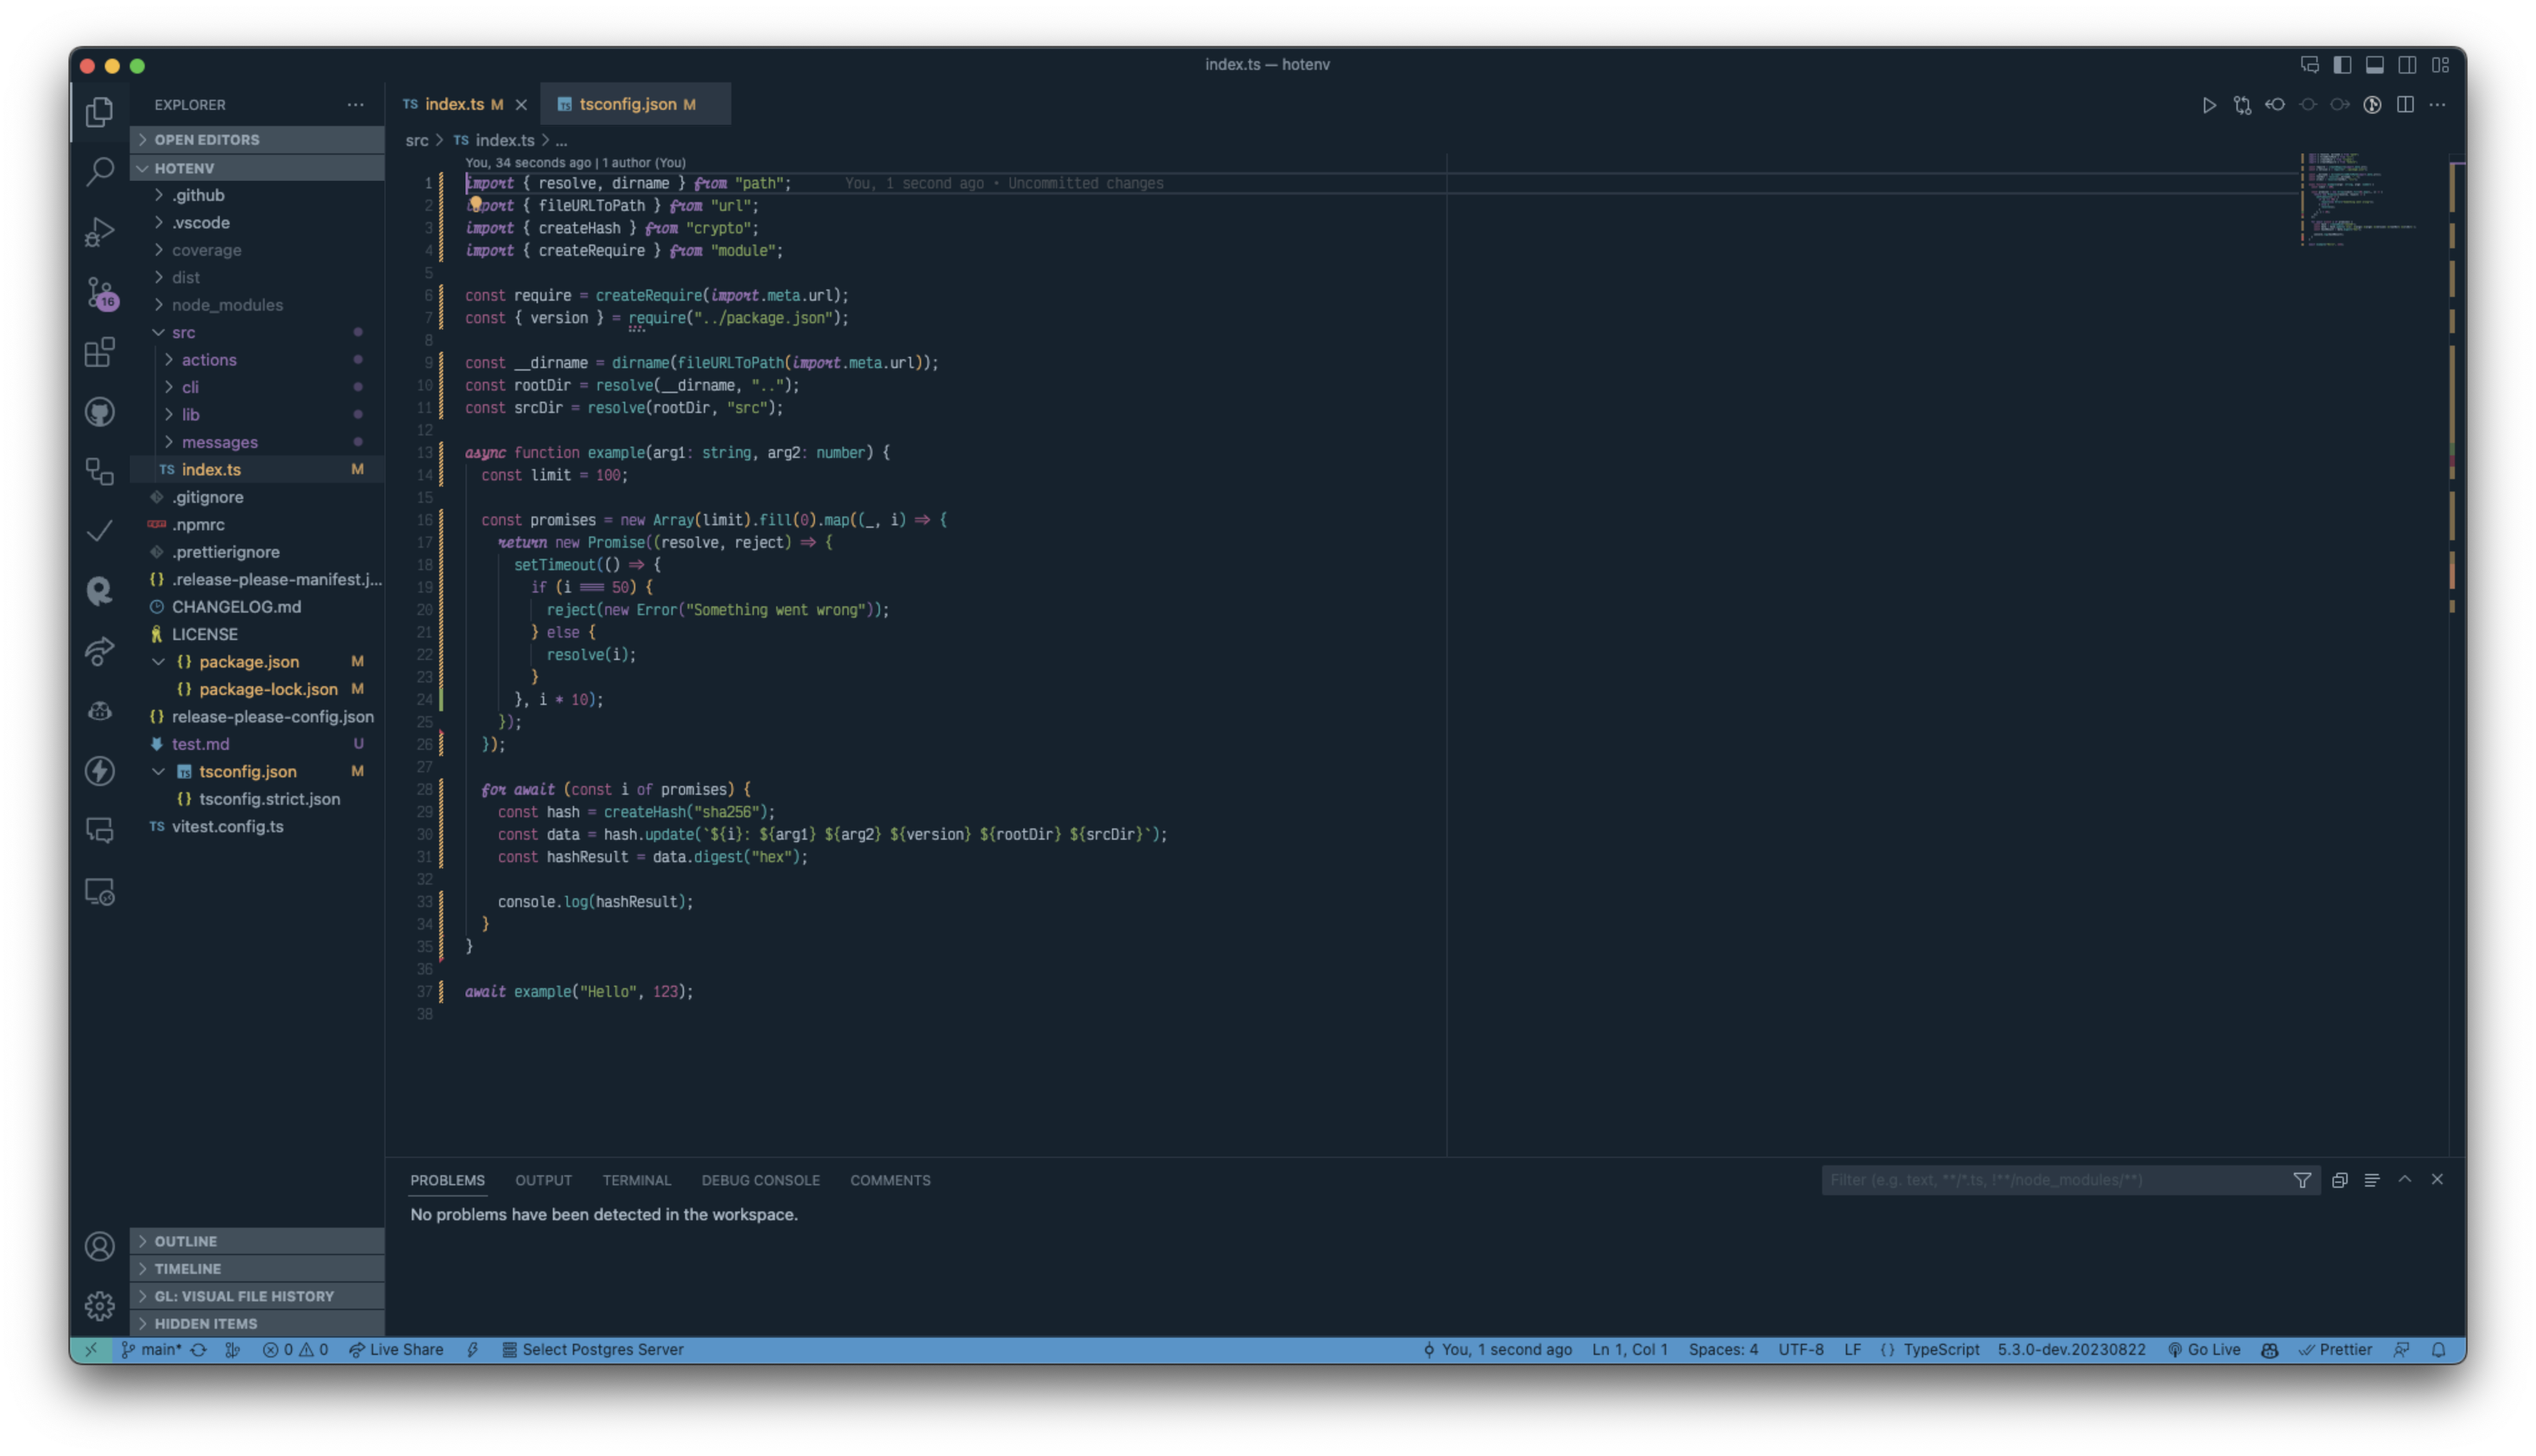 index.ts — hotenv
EXPLORER
OPEN EDITORS
HOTENV
.github
.vscode
coverage
dist
node_modules
src
actions
cli
lib
messages
TS index.ts M
.gitignore
.npmrc
.prettierignore
{} .release-please-manifest.j...
CHANGELOG.md
LICENSE
{} package.json M
{} package-lock.json M
{} release-please-config.json
test.md U
TS tsconfig.json M
{} tsconfig.strict.json
TS vitest.config.ts
OUTLINE
TIMELINE
GL: VISUAL FILE HISTORY
HIDDEN ITEMS
16
TS index.ts M
TS tsconfig.json M
src > TS index.ts > ...
You, 34 seconds ago | 1 author (You)
1 import { resolve, dirname } from "path"; You, 1 second ago • Uncommitted changes
2 import { fileURLToPath } from "url";
3 import { createHash } from "crypto";
4 import { createRequire } from "module";
5
6 const require = createRequire(import.meta.url);
7 const { version } = require("../package.json");
8
9 const __dirname = dirname(fileURLToPath(import.meta.url));
10 const rootDir = resolve(__dirname, "..");
11 const srcDir = resolve(rootDir, "src");
12
13 async function example(arg1: string, arg2: number) {
14 const limit = 100;
15
16 const promises = new Array(limit).fill(0).map((_, i) => {
17 return new Promise((resolve, reject) => {
18 setTimeout(() => {
19 if (i === 50) {
20 reject(new Error("Something went wrong"));
21 } else {
22 resolve(i);
23 }
24 }, i * 10);
25 });
26 });
27
28 for await (const i of promises) {
29 const hash = createHash("sha256");
30 const data = hash.update(`${i}: ${arg1} ${arg2} ${version} ${rootDir} ${srcDir}`);
31 const hashResult = data.digest("hex");
32
33 console.log(hashResult);
34 }
35 }
36
37 await example("Hello", 123);
38
PROBLEMS OUTPUT TERMINAL DEBUG CONSOLE COMMENTS
Filter (e.g. text, **/*.ts, !**/node_modules/**)
No problems have been detected in the workspace.
main* 0 0 Live Share Select Postgres Server You, 1 second ago Ln 1, Col 1 Spaces: 4 UTF-8 LF {} TypeScript 5.3.0-dev.20230822 Go Live Prettier